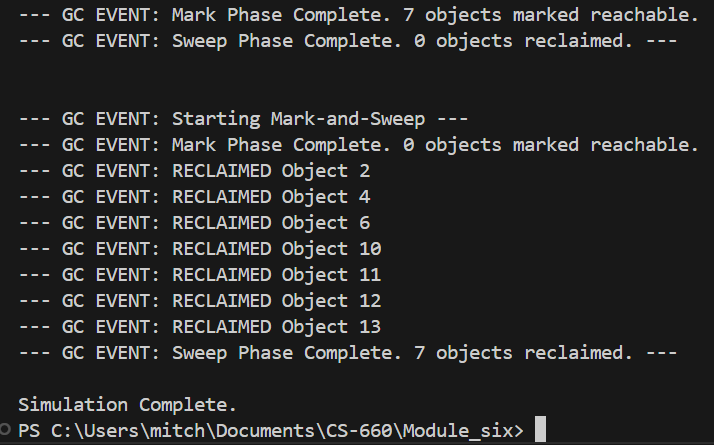 --- GC EVENT: Mark Phase Complete. 7 objects marked reachable.
--- GC EVENT: Sweep Phase Complete. 0 objects reclaimed. ---
--- GC EVENT: Starting Mark-and-Sweep ---
--- GC EVENT: Mark Phase Complete. 0 objects marked reachable.
--- GC EVENT: RECLAIMED Object 2
--- GC EVENT: RECLAIMED Object 4
--- GC EVENT: RECLAIMED Object 6
--- GC EVENT: RECLAIMED Object 10
--- GC EVENT: RECLAIMED Object 11
--- GC EVENT: RECLAIMED Object 12
--- GC EVENT: RECLAIMED Object 13
--- GC EVENT: Sweep Phase Complete. 7 objects reclaimed. ---
Simulation Complete.
PS C:\Users\mitch\Documents\CS-660\Module_six>